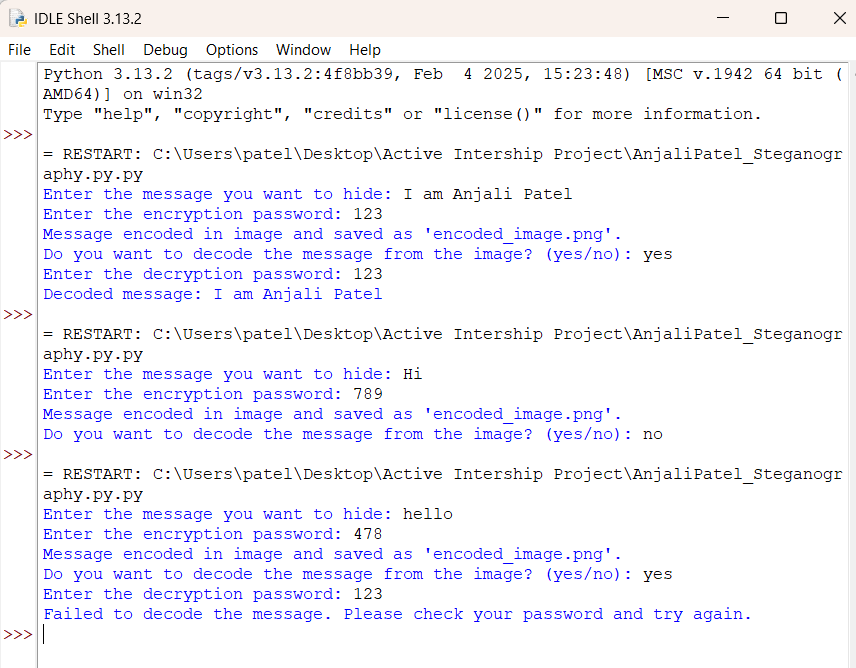 IDLE Shell 3.13.2
File Edit Shell Debug Options Window Help
Python 3.13.2 (tags/v3.13.2:4f8bb39, Feb  4 2025, 15:23:48) [MSC v.1942 64 bit (
AMD64)] on win32
Type "help", "copyright", "credits" or "license()" for more information.
>>>
= RESTART: C:\Users\patel\Desktop\Active Intership Project\AnjaliPatel_Steganogr
aphy.py.py
Enter the message you want to hide: I am Anjali Patel
Enter the encryption password: 123
Message encoded in image and saved as 'encoded_image.png'.
Do you want to decode the message from the image? (yes/no): yes
Enter the decryption password: 123
Decoded message: I am Anjali Patel
>>>
= RESTART: C:\Users\patel\Desktop\Active Intership Project\AnjaliPatel_Steganogr
aphy.py.py
Enter the message you want to hide: Hi
Enter the encryption password: 789
Message encoded in image and saved as 'encoded_image.png'.
Do you want to decode the message from the image? (yes/no): no
>>>
= RESTART: C:\Users\patel\Desktop\Active Intership Project\AnjaliPatel_Steganogr
aphy.py.py
Enter the message you want to hide: hello
Enter the encryption password: 478
Message encoded in image and saved as 'encoded_image.png'.
Do you want to decode the message from the image? (yes/no): yes
Enter the decryption password: 123
Failed to decode the message. Please check your password and try again.
>>>